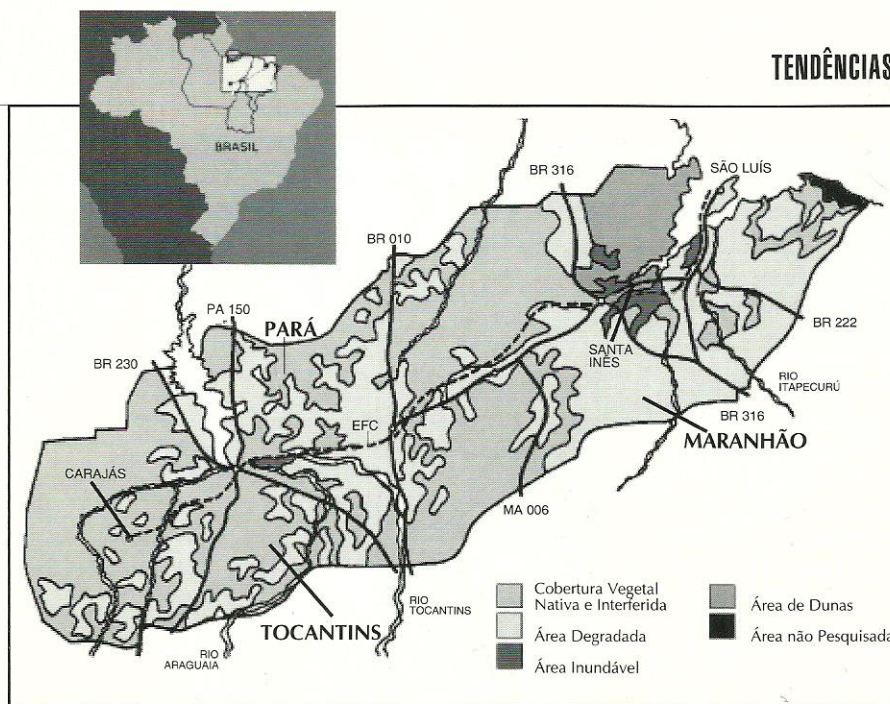 TENDÊNCIAS
BRASIL
BR 316
SÃO LUÍS
BR 010
PA 150
PARÁ
BR 230
BR 222
SANTA
INÊS
RIO
ITAPECURÚ
EFC
BR 316
MARANHÃO
CARAJÁS
MA 006
RIO
TOCANTINS
TOCANTINS
RIO
ARAGUAIA
Cobertura Vegetal
Nativa e Interferida
Área Degradada
Área Inundável
Área de Dunas
Área não Pesquisada